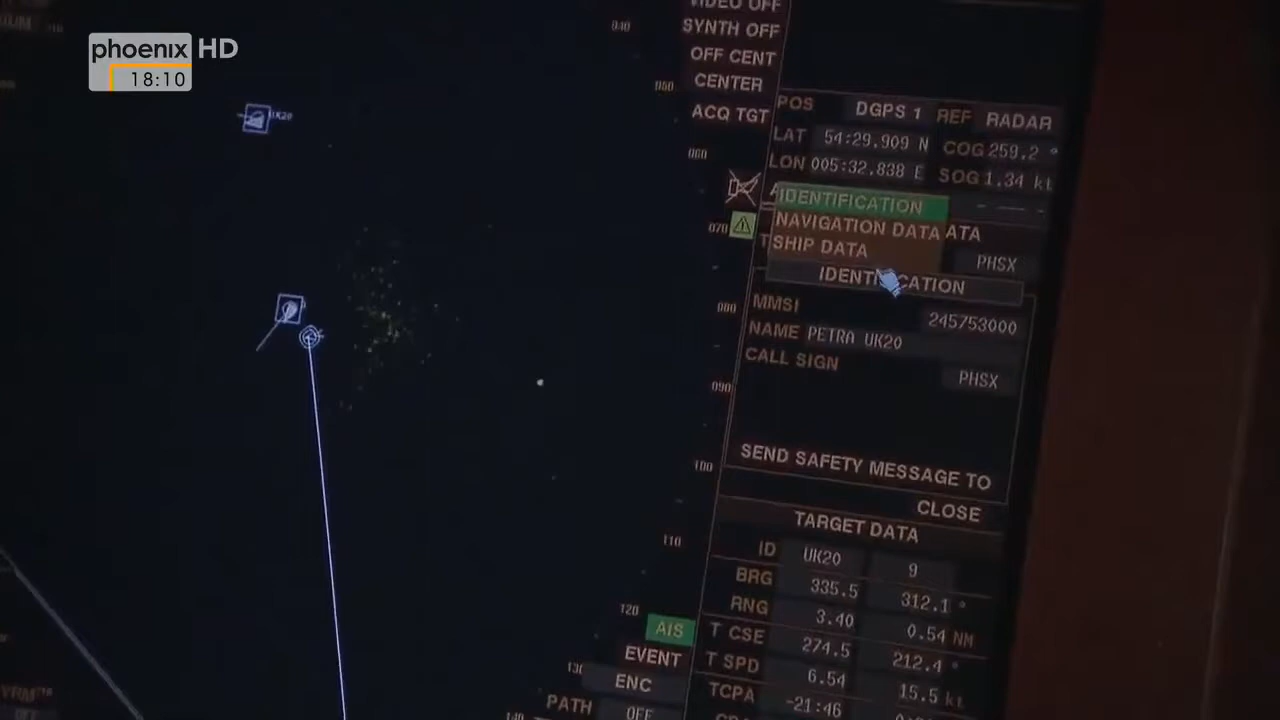 phoenix HD
18:10
VIDEO OFF
SYNTH OFF
OFF CENT
CENTER
ACQ TGT
040
050
060
070
080
090
100
110
120
UK20
POS DGPS 1 REF RADAR
LAT 54:29.909 N COG 259.2 °
LON 005:32.838 E SOG 1.34 kt
IDENTIFICATION
NAVIGATION DATA ATA
SHIP DATA
PHSX
IDENTIFICATION
MMSI 245753000
NAME PETRA UK20
CALL SIGN PHSX
SEND SAFETY MESSAGE TO
CLOSE
TARGET DATA
ID UK20 9
BRG 335.5 312.1 °
RNG 3.40 0.54 NM
T CSE 274.5 212.4 °
T SPD 6.54 15.5 kt
TCPA -21:46
AIS
EVENT
ENC
PATH OFF